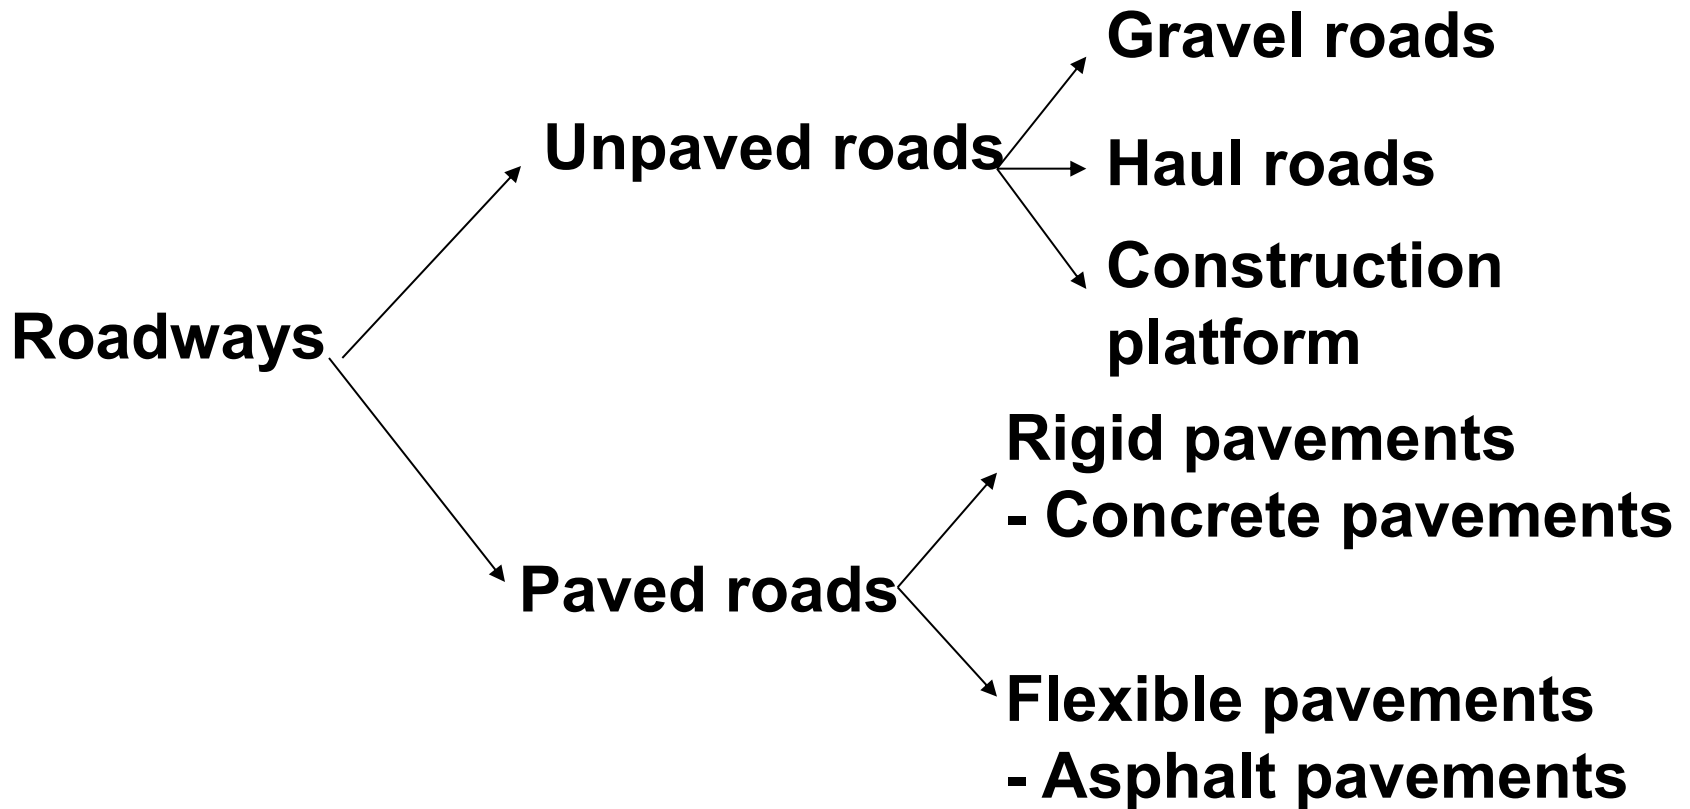 Gravel roads
Unpaved roads
Haul roads
Construction
platform
Roadways
Rigid pavements
- Concrete pavements
Paved roads
Flexible pavements
- Asphalt pavements